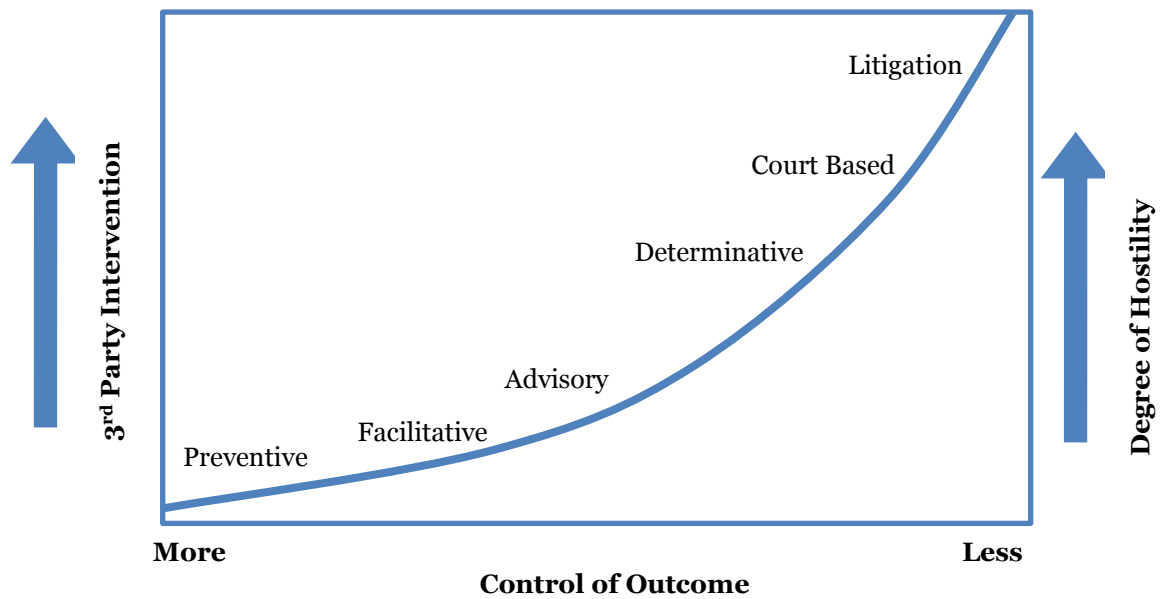 Litigation
Court Based
Determinative
Advisory
Facilitative
Preventive
3rd Party Intervention
Degree of Hostility
More
Less
Control of Outcome